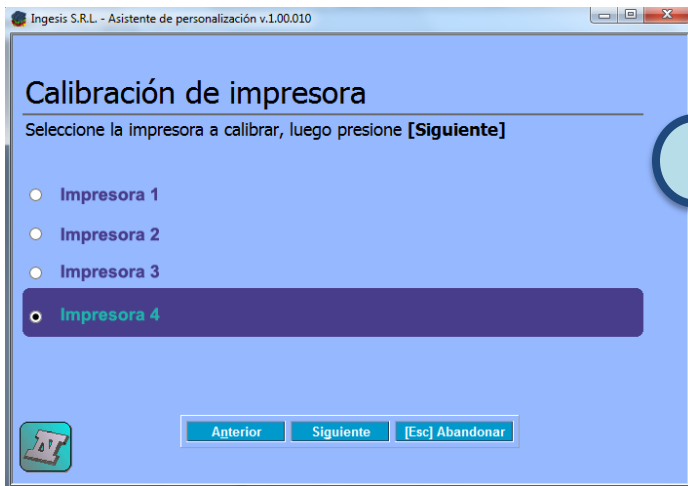 Ingesis S.R.L. - Asistente de personalización v.1.00.010
Calibración de impresora
Seleccione la impresora a calibrar, luego presione [Siguiente]
Impresora 1
Impresora 2
Impresora 3
Impresora 4
Anterior Siguiente [Esc] Abandonar